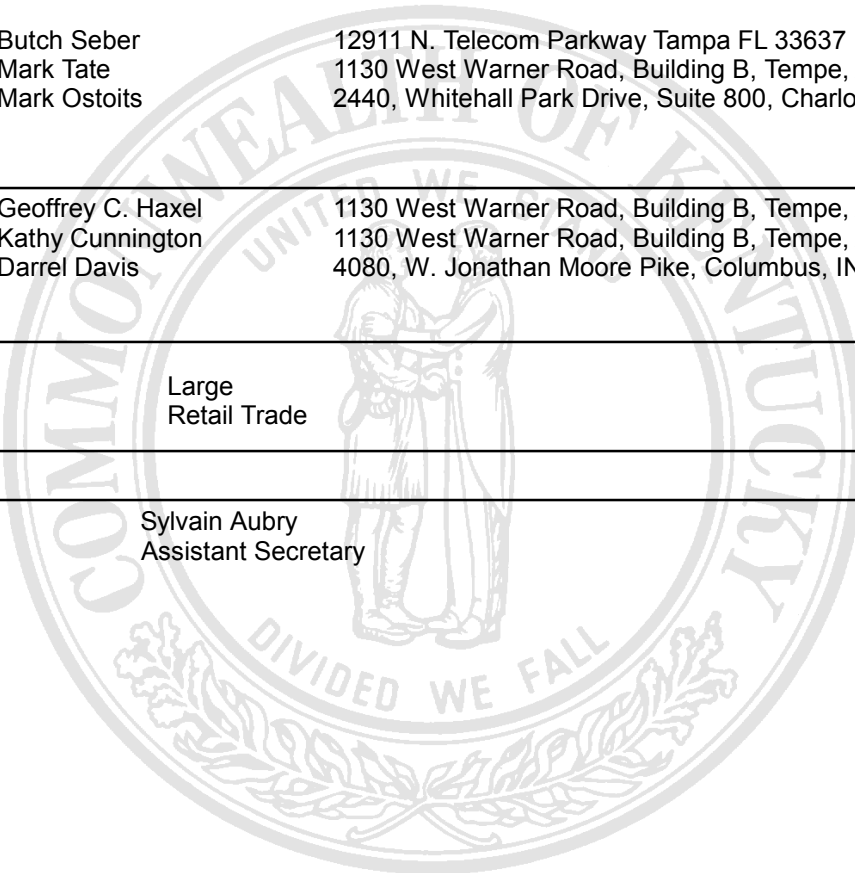 Butch Seber 12911 N. Telecom Parkway Tampa FL 33637
Mark Tate 1130 West Warner Road, Building B, Tempe,
Mark Ostoits 2440, Whitehall Park Drive, Suite 800,
Geoffrey C. Haxel 1130 West Warner Road, Building B, Tempe,
Kathy Cunnington 1130 West Warner Road, Building B, Tempe,
Darrel Davis 4080, W. Jonathan Moore Pike, Columbus, IN
Large
Retail Trade
Sylvain Aubry
Assistant Secretary
COMMONWEALTH OF KENTUCKY
UNITED WE STAND
DIVIDED WE FALL